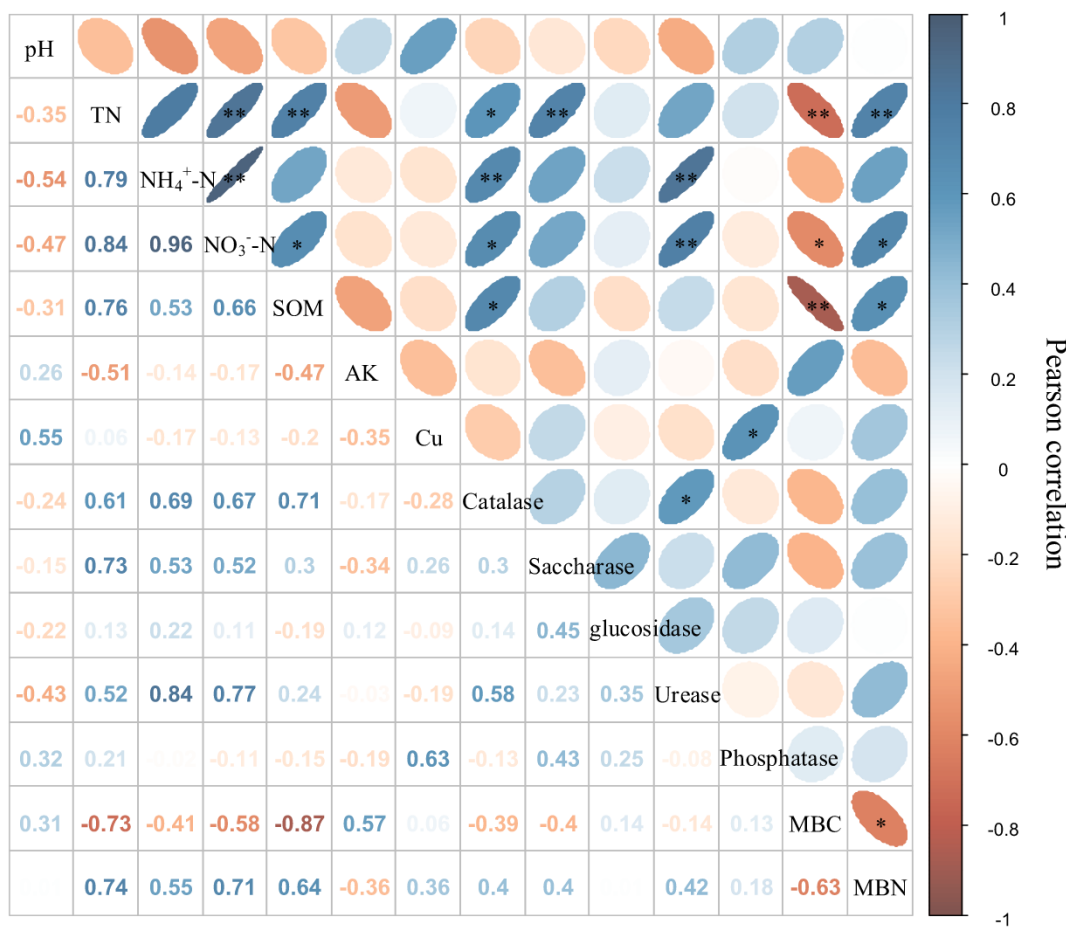 pH
-0.35 TN ** ** * ** ** **
-0.54 0.79 NH₄⁺-N ** ** **
-0.47 0.84 0.96 NO₃⁻-N * * ** * *
-0.31 0.76 0.53 0.66 SOM * ** *
0.26 -0.51 -0.14 -0.17 -0.47 AK
0.55 0.06 -0.17 -0.13 -0.2 -0.35 Cu *
-0.24 0.61 0.69 0.67 0.71 -0.17 -0.28 Catalase *
-0.15 0.73 0.53 0.52 0.3 -0.34 0.26 0.3 Saccharase
-0.22 0.13 0.22 0.11 -0.19 0.12 -0.09 0.14 0.45 glucosidase
-0.43 0.52 0.84 0.77 0.24 -0.03 -0.19 0.58 0.23 0.35 Urease
0.32 0.21 -0.02 -0.11 -0.15 -0.19 0.63 -0.13 0.43 0.25 -0.08 Phosphatase
0.31 -0.73 -0.41 -0.58 -0.87 0.57 0.06 -0.39 -0.4 0.14 -0.14 0.13 MBC *
0.74 0.55 0.71 0.64 -0.36 0.36 0.4 0.4 0.42 0.18 -0.63 MBN
1
0.8
0.6
0.4
0.2
0
-0.2
-0.4
-0.6
-0.8
-1
Pearson correlation